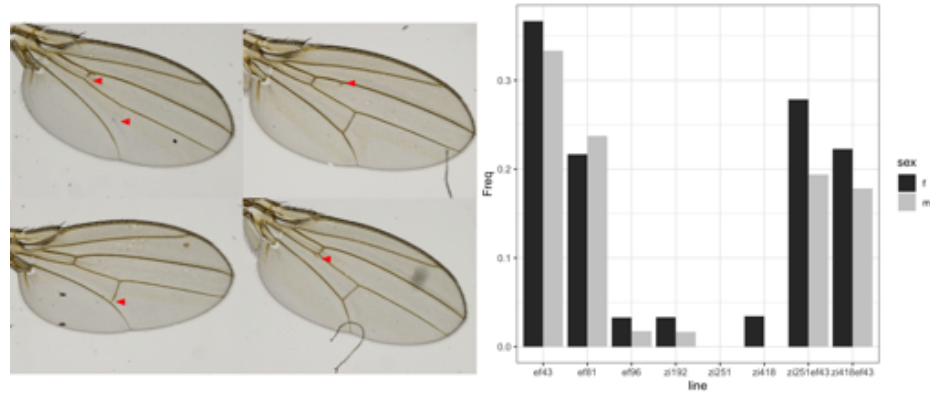 0.3
0.2
0.1
0.0
Freq
ef43 ef81 ef96 zi192 zi251 zi418 zi251ef43 zi418ef43
line
sex
f
m